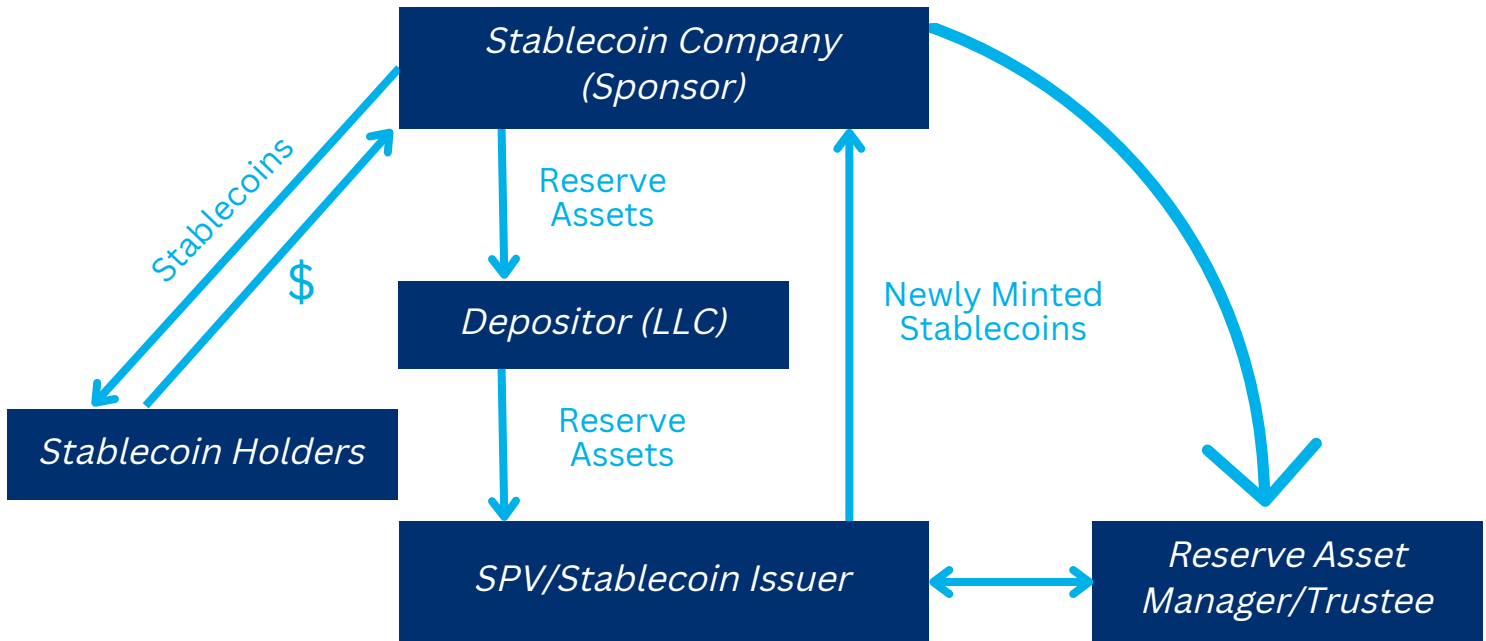 Stablecoin Company
(Sponsor)
Stablecoins
$
Reserve
Assets
Depositor (LLC)
Newly Minted
Stablecoins
Stablecoin Holders
Reserve
Assets
SPV/Stablecoin Issuer
Reserve Asset
Manager/Trustee